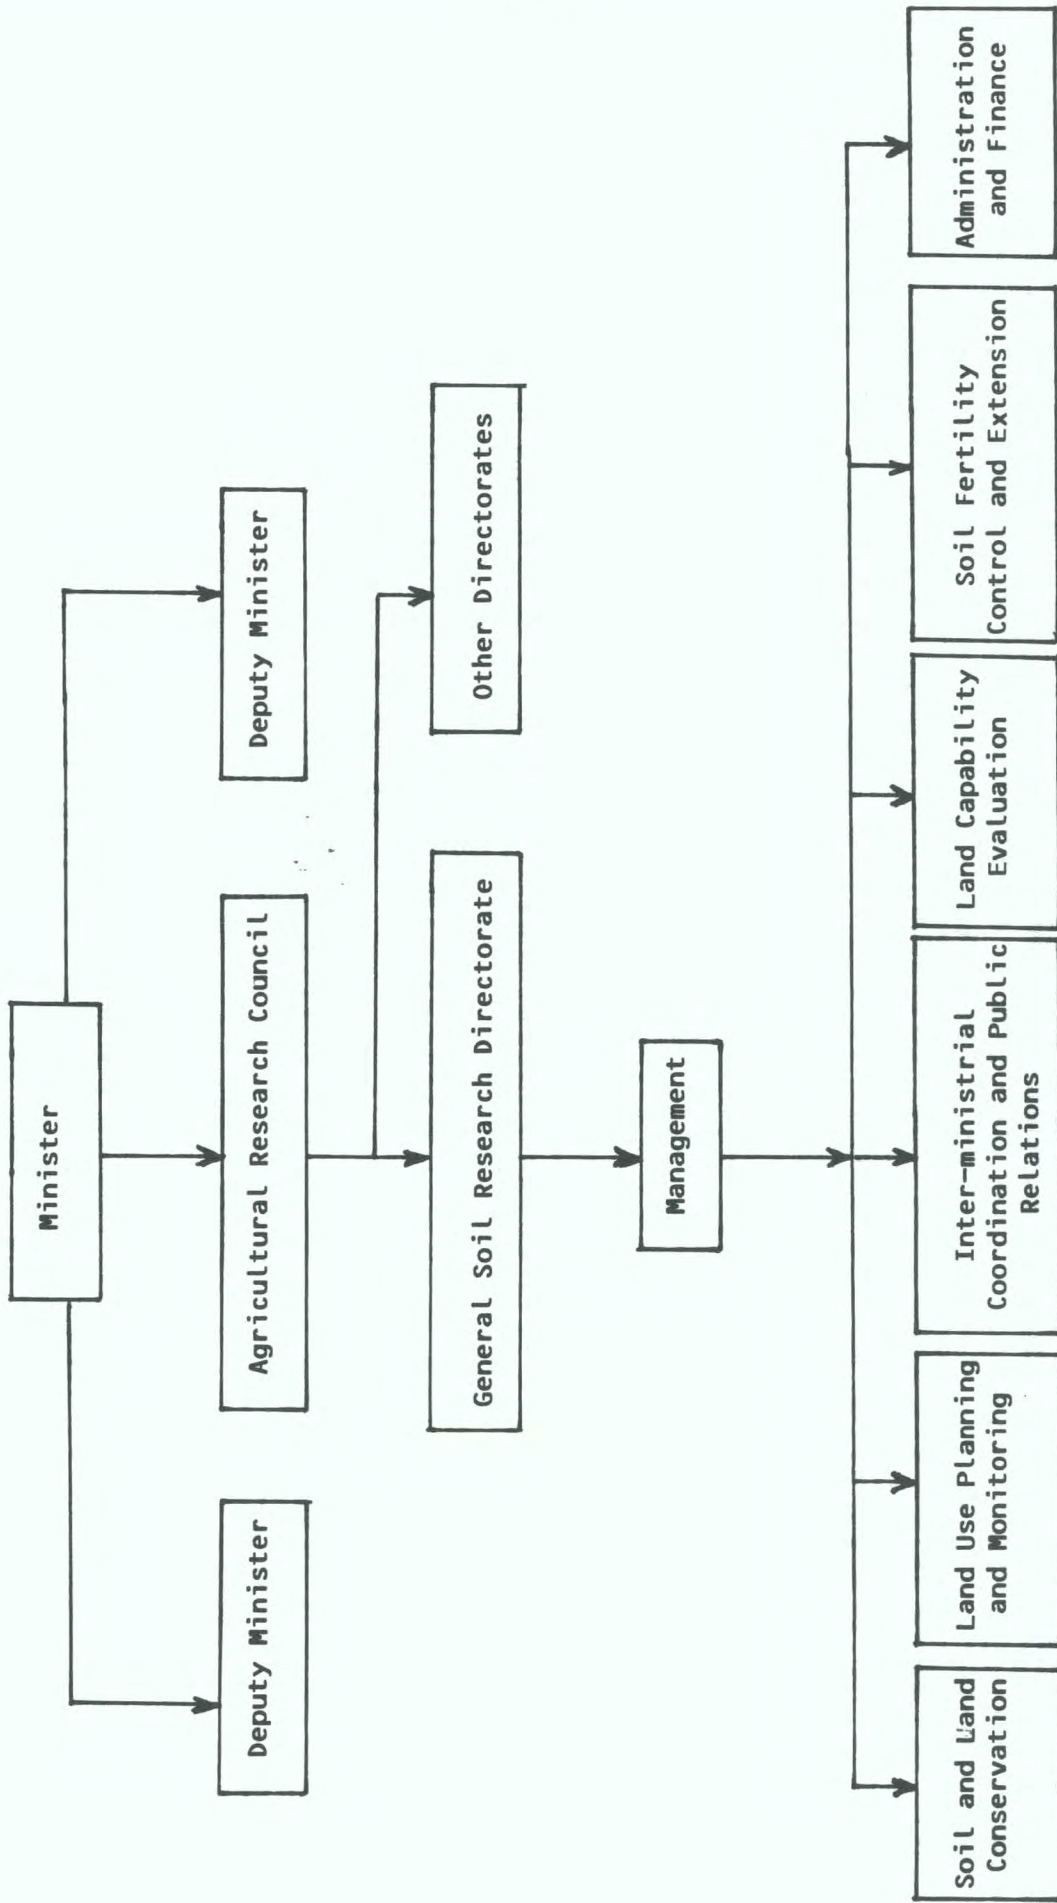 Minister
Deputy Minister
Agricultural Research Council
Deputy Minister
General Soil Research Directorate
Other Directorates
Management
Soil and Land
Conservation
Land Use Planning
and Monitoring
Inter-ministrial
Coordination and Public
Relations
Land Capability
Evaluation
Soil Fertility
Control and Extension
Administration
and Finance